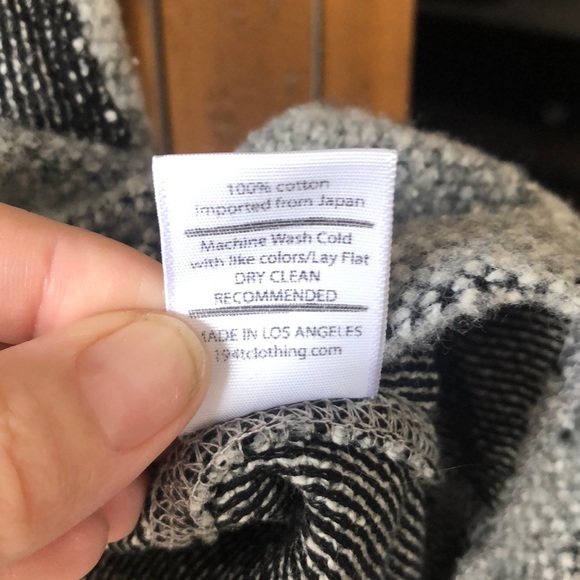 100% cotton
imported from Japan
Machine Wash Cold
with like colors/Lay Flat
DRY CLEAN
RECOMMENDED
MADE IN LOS ANGELES
194tclothing.com